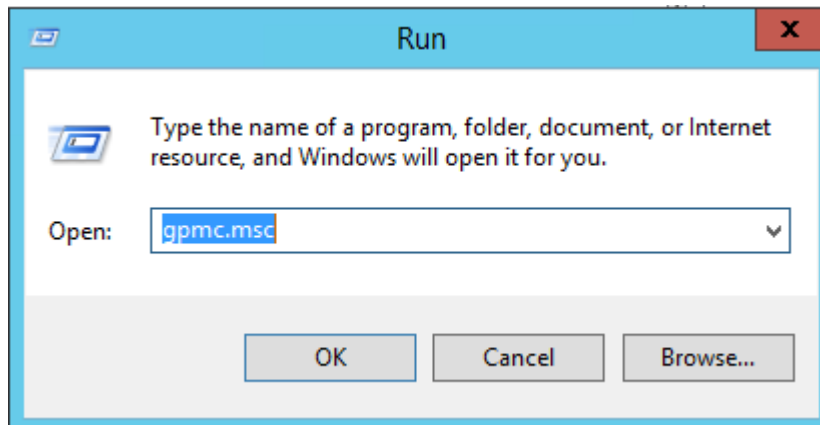 Run
x
Type the name of a program, folder, document, or Internet
resource, and Windows will open it for you.
Open: gpmc.msc
OK Cancel Browse...